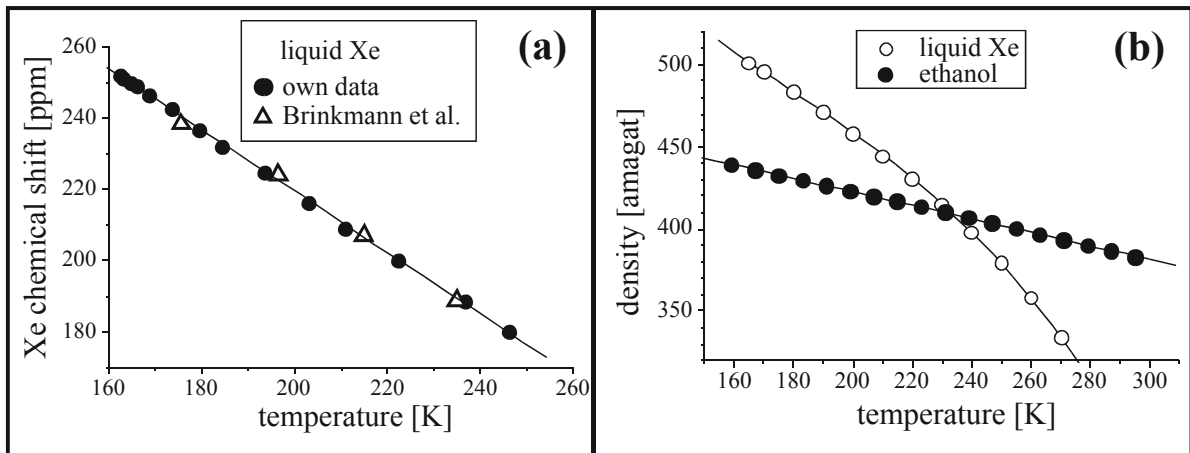 (a)
liquid Xe
own data
Brinkmann et al.
Xe chemical shift [ppm]
260
240
220
200
180
160 180 200 220 240 260
temperature [K]
(b)
liquid Xe
ethanol
density [amagat]
500
450
400
350
160 180 200 220 240 260 280 300
temperature [K]